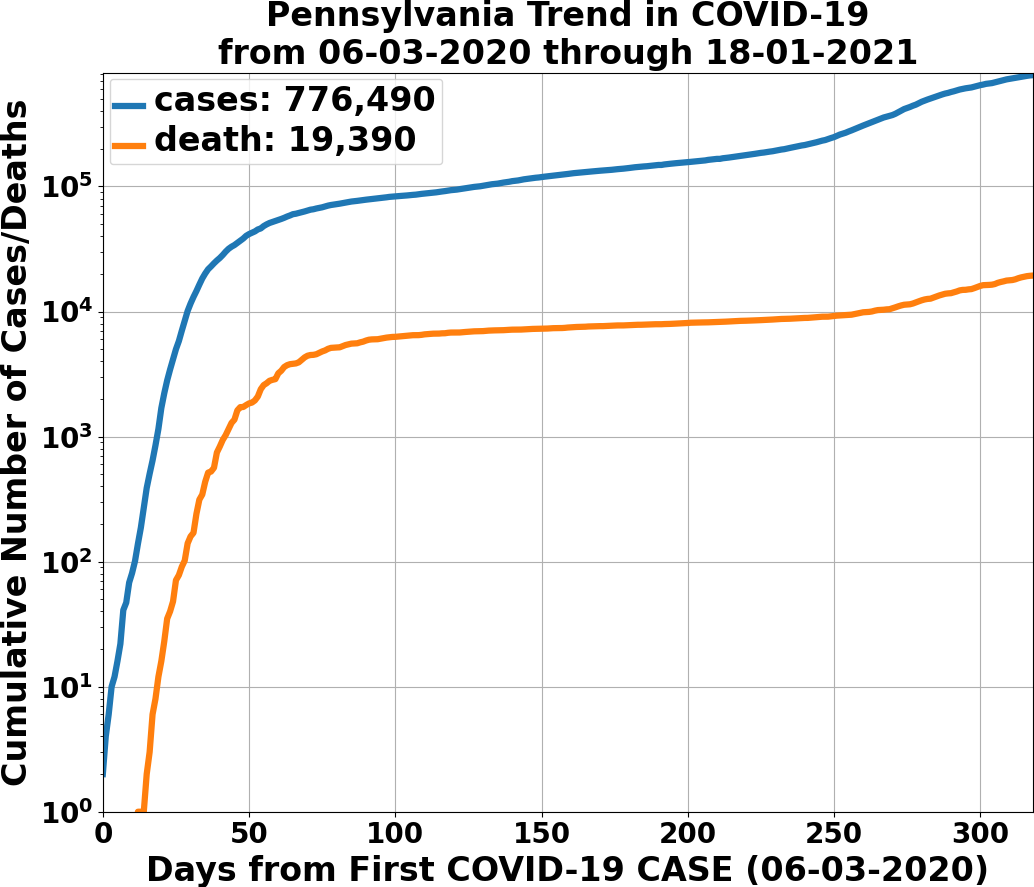 Pennsylvania Trend in COVID-19
from 06-03-2020 through 18-01-2021
cases: 776,490
death: 19,390
Cumulative Number of Cases/Deaths
10⁵
10⁴
10³
10²
10¹
10⁰
0 50 100 150 200 250 300
Days from First COVID-19 CASE (06-03-2020)